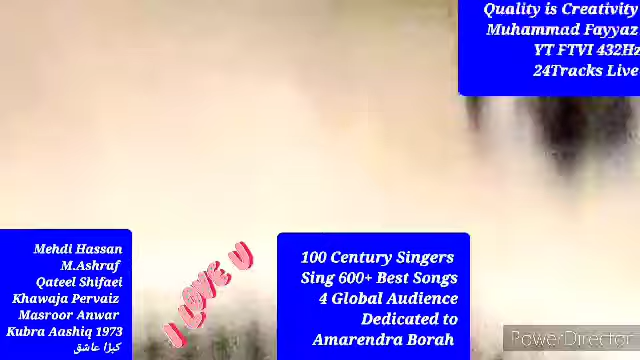 Quality is Creativity
Muhammad Fayyaz
YT FTVI 432Hz
24Tracks Live
Mehdi Hassan
M.Ashraf
Qateel Shifaei
Khawaja Pervaiz
Masroor Anwar
Kubra Aashiq 1973
کبڑا عاشق
I LOVE U
100 Century Singers
Sing 600+ Best Songs
4 Global Audience
Dedicated to
Amarendra Borah
PowerDirector